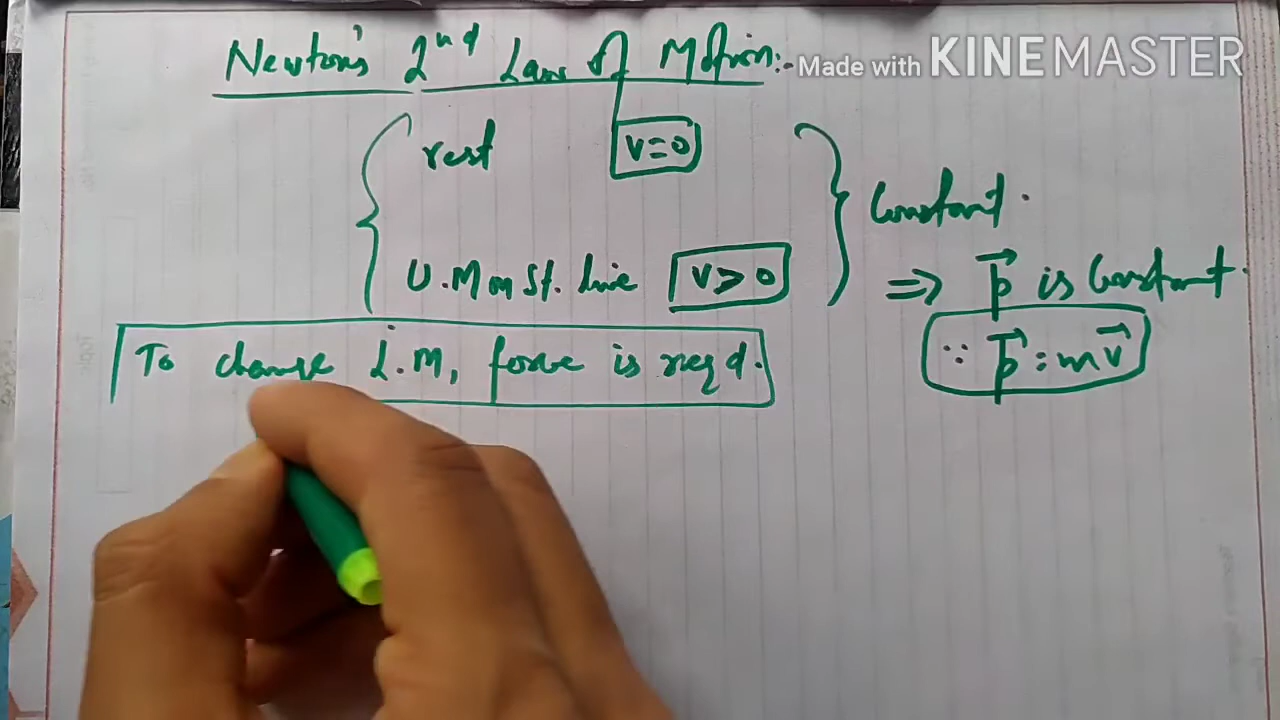 Newton's 2nd Law of Motion:-
Made with KINEMASTER
rest v=0
Constant.
U.M in St. line v>0
⇒ p⃗ is Constant.
To change L.M, force is reqd.
∵ p⃗ = mv⃗